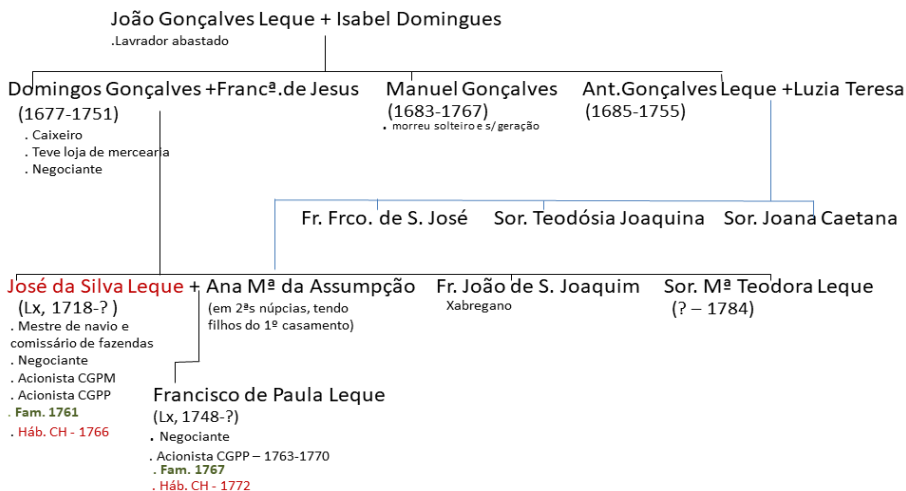 João Gonçalves Leque + Isabel Domingues
.Lavrador abastado
Domingos Gonçalves +Francª.de Jesus
(1677-1751)
. Caixeiro
. Teve loja de mercearia
. Negociante
Manuel Gonçalves
(1683-1767)
. morreu solteiro e s/geração
Ant.Gonçalves Leque +Luzia Teresa
(1685-1755)
Fr. Frco. de S. José
Sor. Teodósia Joaquina
Sor. Joana Caetana
José da Silva Leque + Ana Mª da Assumpção
(Lx, 1718-?)
. Mestre de navio e
comissário de fazendas
. Negociante
. Acionista CGPM
. Acionista CGPP
. Fam. 1761
. Háb. CH - 1766
(em 2ªs núpcias, tendo
filhos do 1º casamento)
Fr. João de S. Joaquim
Xabregano
Sor. Mª Teodora Leque
(? – 1784)
Francisco de Paula Leque
(Lx, 1748-?)
. Negociante
. Acionista CGPP – 1763-1770
. Fam. 1767
. Háb. CH - 1772